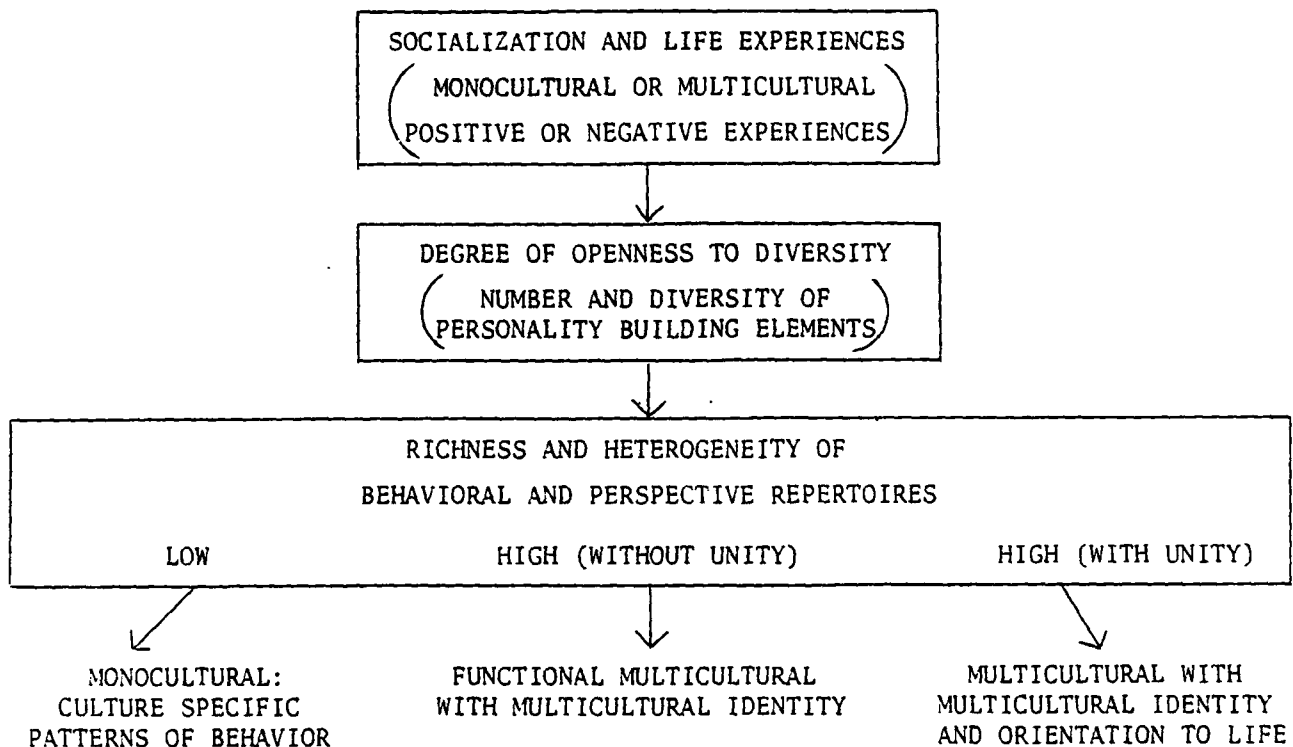 SOCIALIZATION AND LIFE EXPERIENCES
(MONOCULTURAL OR MULTICULTURAL
POSITIVE OR NEGATIVE EXPERIENCES)
DEGREE OF OPENNESS TO DIVERSITY
(NUMBER AND DIVERSITY OF
PERSONALITY BUILDING ELEMENTS)
RICHNESS AND HETEROGENEITY OF
BEHAVIORAL AND PERSPECTIVE REPERTOIRES
LOW
HIGH (WITHOUT UNITY)
HIGH (WITH UNITY)
MONOCULTURAL:
CULTURE SPECIFIC
PATTERNS OF BEHAVIOR
FUNCTIONAL MULTICULTURAL
WITH MULTICULTURAL IDENTITY
MULTICULTURAL WITH
MULTICULTURAL IDENTITY
AND ORIENTATION TO LIFE